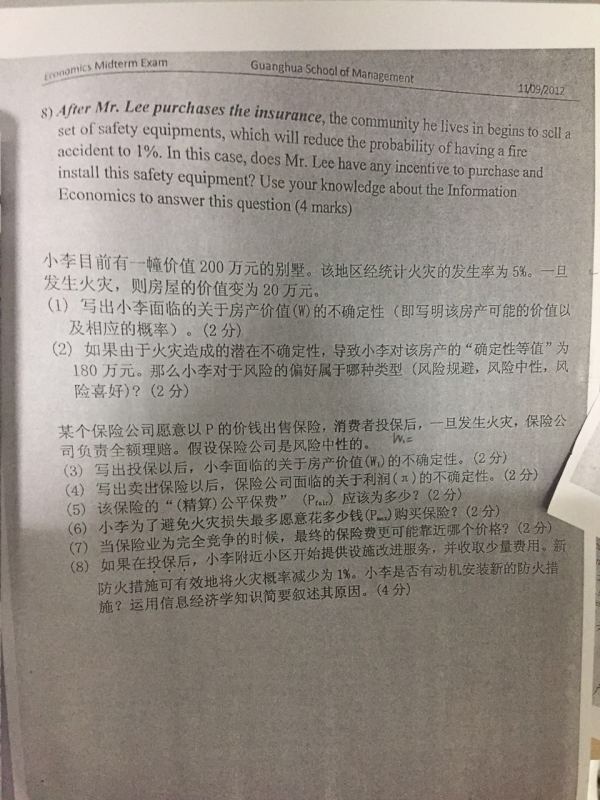 Economics Midterm Exam
Guanghua School of Management
11/09/2012
8) After Mr. Lee purchases the insurance, the community he lives in begins to sell a
set of safety equipments, which will reduce the probability of having a fire
accident to 1%. In this case, does Mr. Lee have any incentive to purchase and
install this safety equipment? Use your knowledge about the Information
Economics to answer this question (4 marks)
小李目前有一幢价值 200 万元的别墅。该地区经统计火灾的发生率为 5%。一旦
发生火灾，则房屋的价值变为 20 万元。
(1) 写出小李面临的关于房产价值(W)的不确定性（即写明该房产可能的价值以
及相应的概率）。(2 分)
(2) 如果由于火灾造成的潜在不确定性，导致小李对该房产的“确定性等值”为
180 万元。那么小李对于风险的偏好属于哪种类型（风险规避，风险中性，风
险喜好）？(2 分)
某个保险公司愿意以 P 的价钱出售保险，消费者投保后，一旦发生火灾，保险公
司负责全额理赔。假设保险公司是风险中性的。 W₁=
(3) 写出投保以后，小李面临的关于房产价值(W₁)的不确定性。(2 分)
(4) 写出卖出保险以后，保险公司面临的关于利润(π)的不确定性。(2 分)
(5) 该保险的“(精算)公平保费”（P_fair）应该为多少？(2 分)
(6) 小李为了避免火灾损失最多愿意花多少钱(P_max)购买保险？(2 分)
(7) 当保险业为完全竞争的时候，最终的保险费更可能靠近哪个价格？(2 分)
(8) 如果在投保后，小李附近小区开始提供设施改进服务，并收取少量费用。新
防火措施可有效地将火灾概率减少为 1%。小李是否有动机安装新的防火措
施？运用信息经济学知识简要叙述其原因。(4 分)